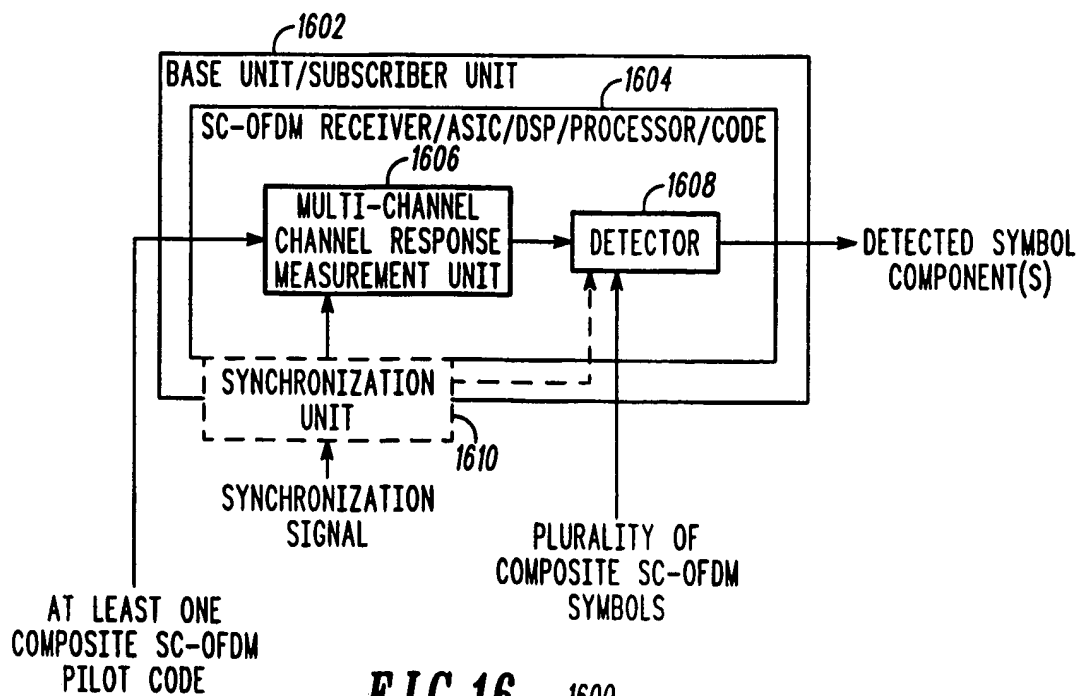 1602
BASE UNIT/SUBSCRIBER UNIT
1604
SC-OFDM RECEIVER/ASIC/DSP/PROCESSOR/CODE
1606
MULTI-CHANNEL
CHANNEL RESPONSE
MEASUREMENT UNIT
1608
DETECTOR
DETECTED SYMBOL
COMPONENT(S)
SYNCHRONIZATION
UNIT
1610
SYNCHRONIZATION
SIGNAL
PLURALITY OF
COMPOSITE SC-OFDM
SYMBOLS
AT LEAST ONE
COMPOSITE SC-OFDM
PILOT CODE
FIG.16
1600